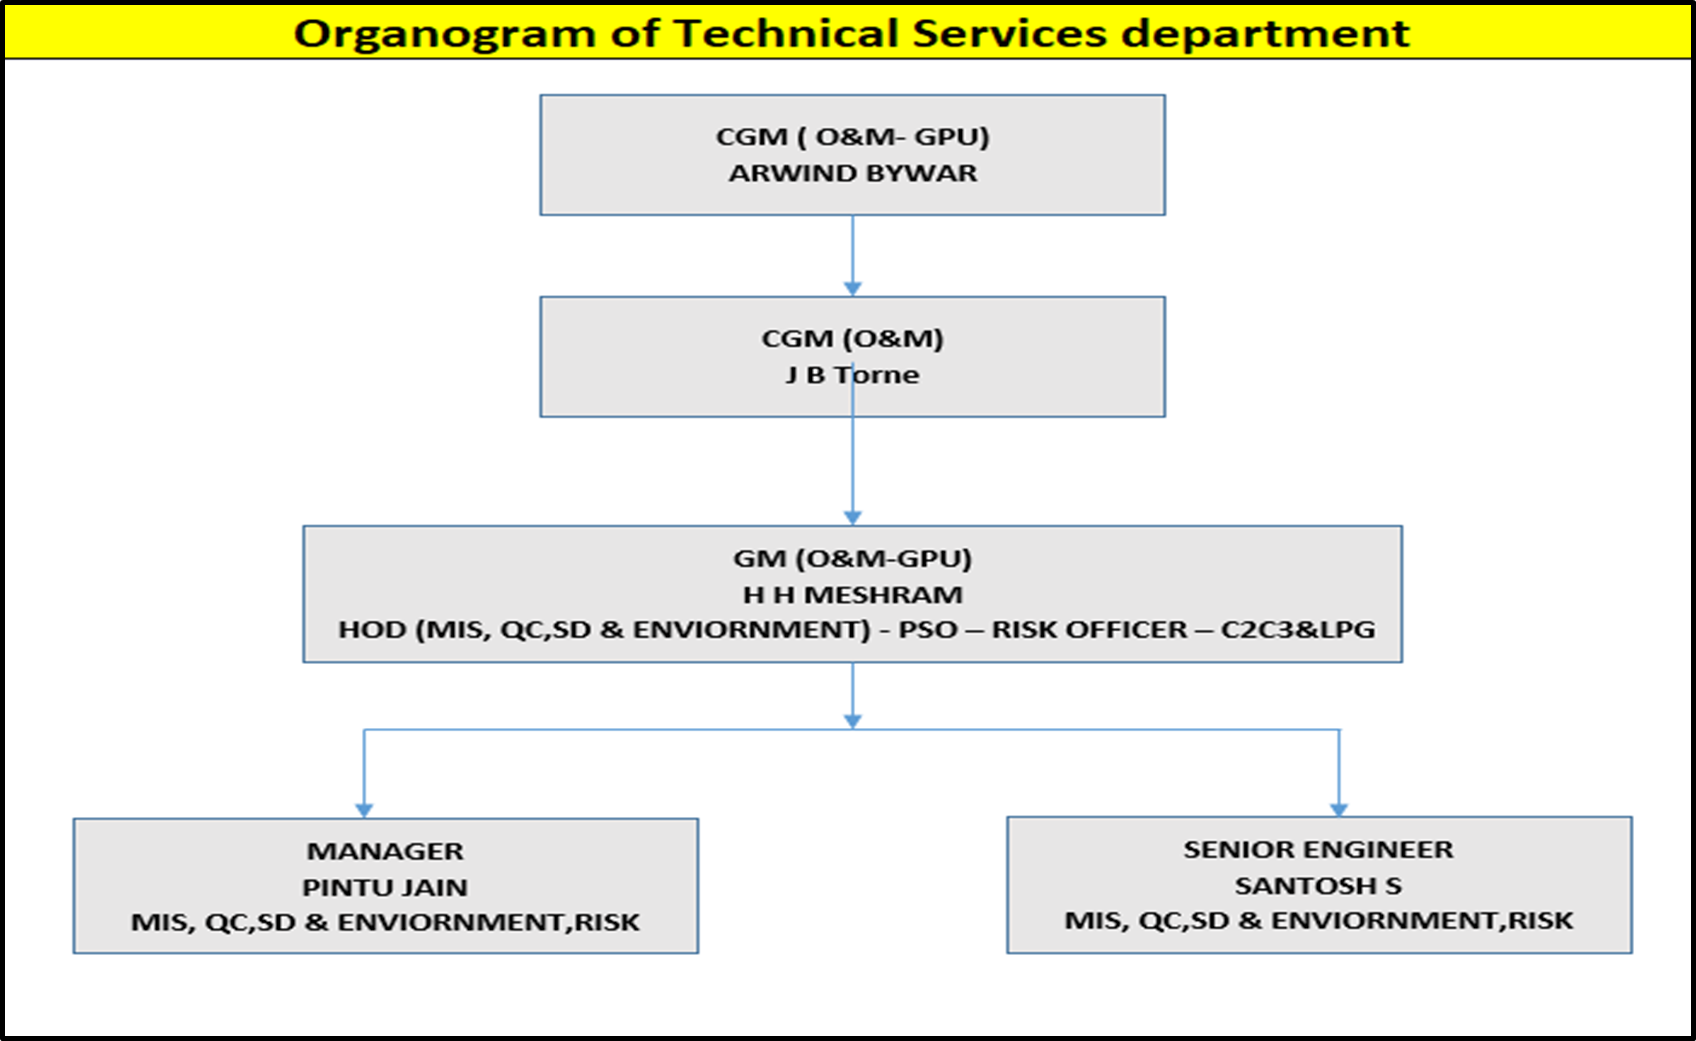 Organogram of Technical Services department
CGM ( O&M- GPU)
ARWIND BYWAR
CGM (O&M)
J B Torne
GM (O&M-GPU)
H H MESHRAM
HOD (MIS, QC,SD & ENVIORNMENT) - PSO – RISK OFFICER – C2C3&LPG
MANAGER
PINTU JAIN
MIS, QC,SD & ENVIORNMENT,RISK
SENIOR ENGINEER
SANTOSH S
MIS, QC,SD & ENVIORNMENT,RISK